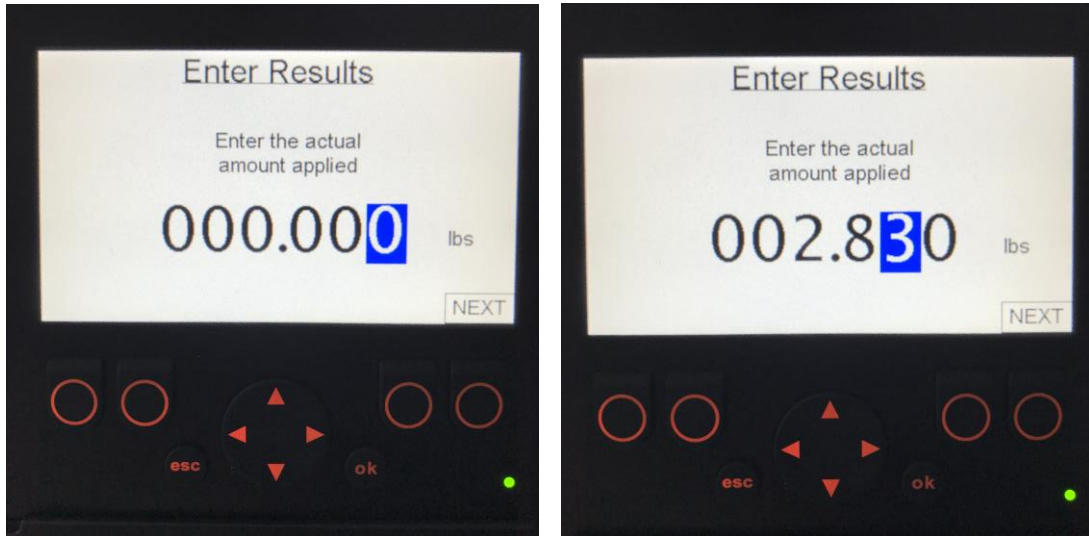 Enter Results
Enter the actual
amount applied
000.000 lbs
NEXT
esc
ok
Enter Results
Enter the actual
amount applied
002.830 lbs
NEXT
esc
ok